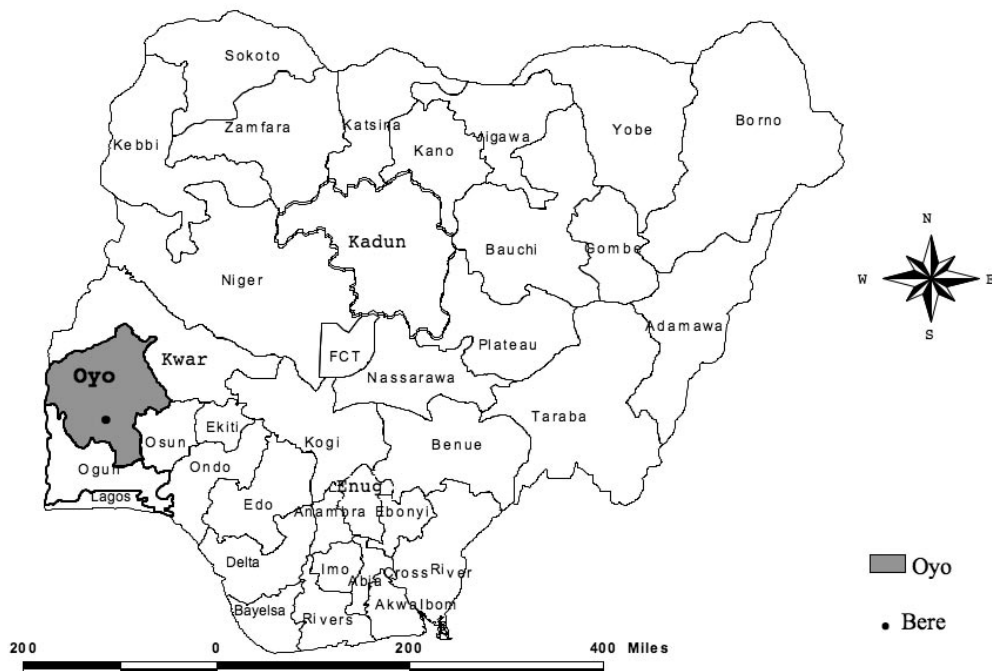 Sokoto
Zamfara
Katsina
Kebbi
Kano
Jigawa
Yobe
Borno
N
Kadun
Bauchi
Gombe
Niger
W
E
S
Adamawa
Kwar
FCT
Plateau
Oyo
Nassarawa
Taraba
Osun
Ekiti
Kogi
Benue
Ogun
Ondo
Lagos
Edo
Enug
Anambra
Ebonyi
Delta
Imo
Abia
Cross River
Bayelsa
Rivers
AkwaIbom
Oyo
Bere
200 0 200 400 Miles